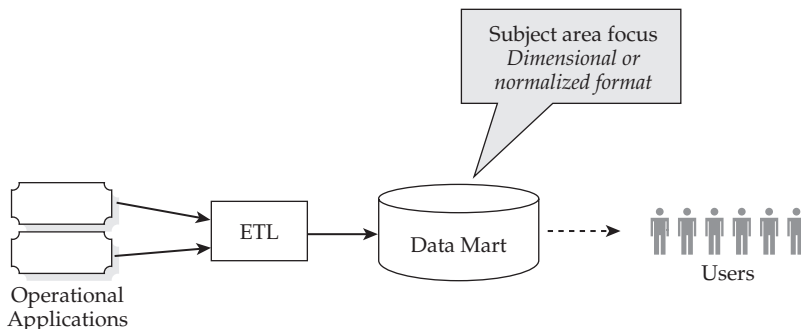 Subject area focus
Dimensional or
normalized format
ETL
Data Mart
Users
Operational
Applications